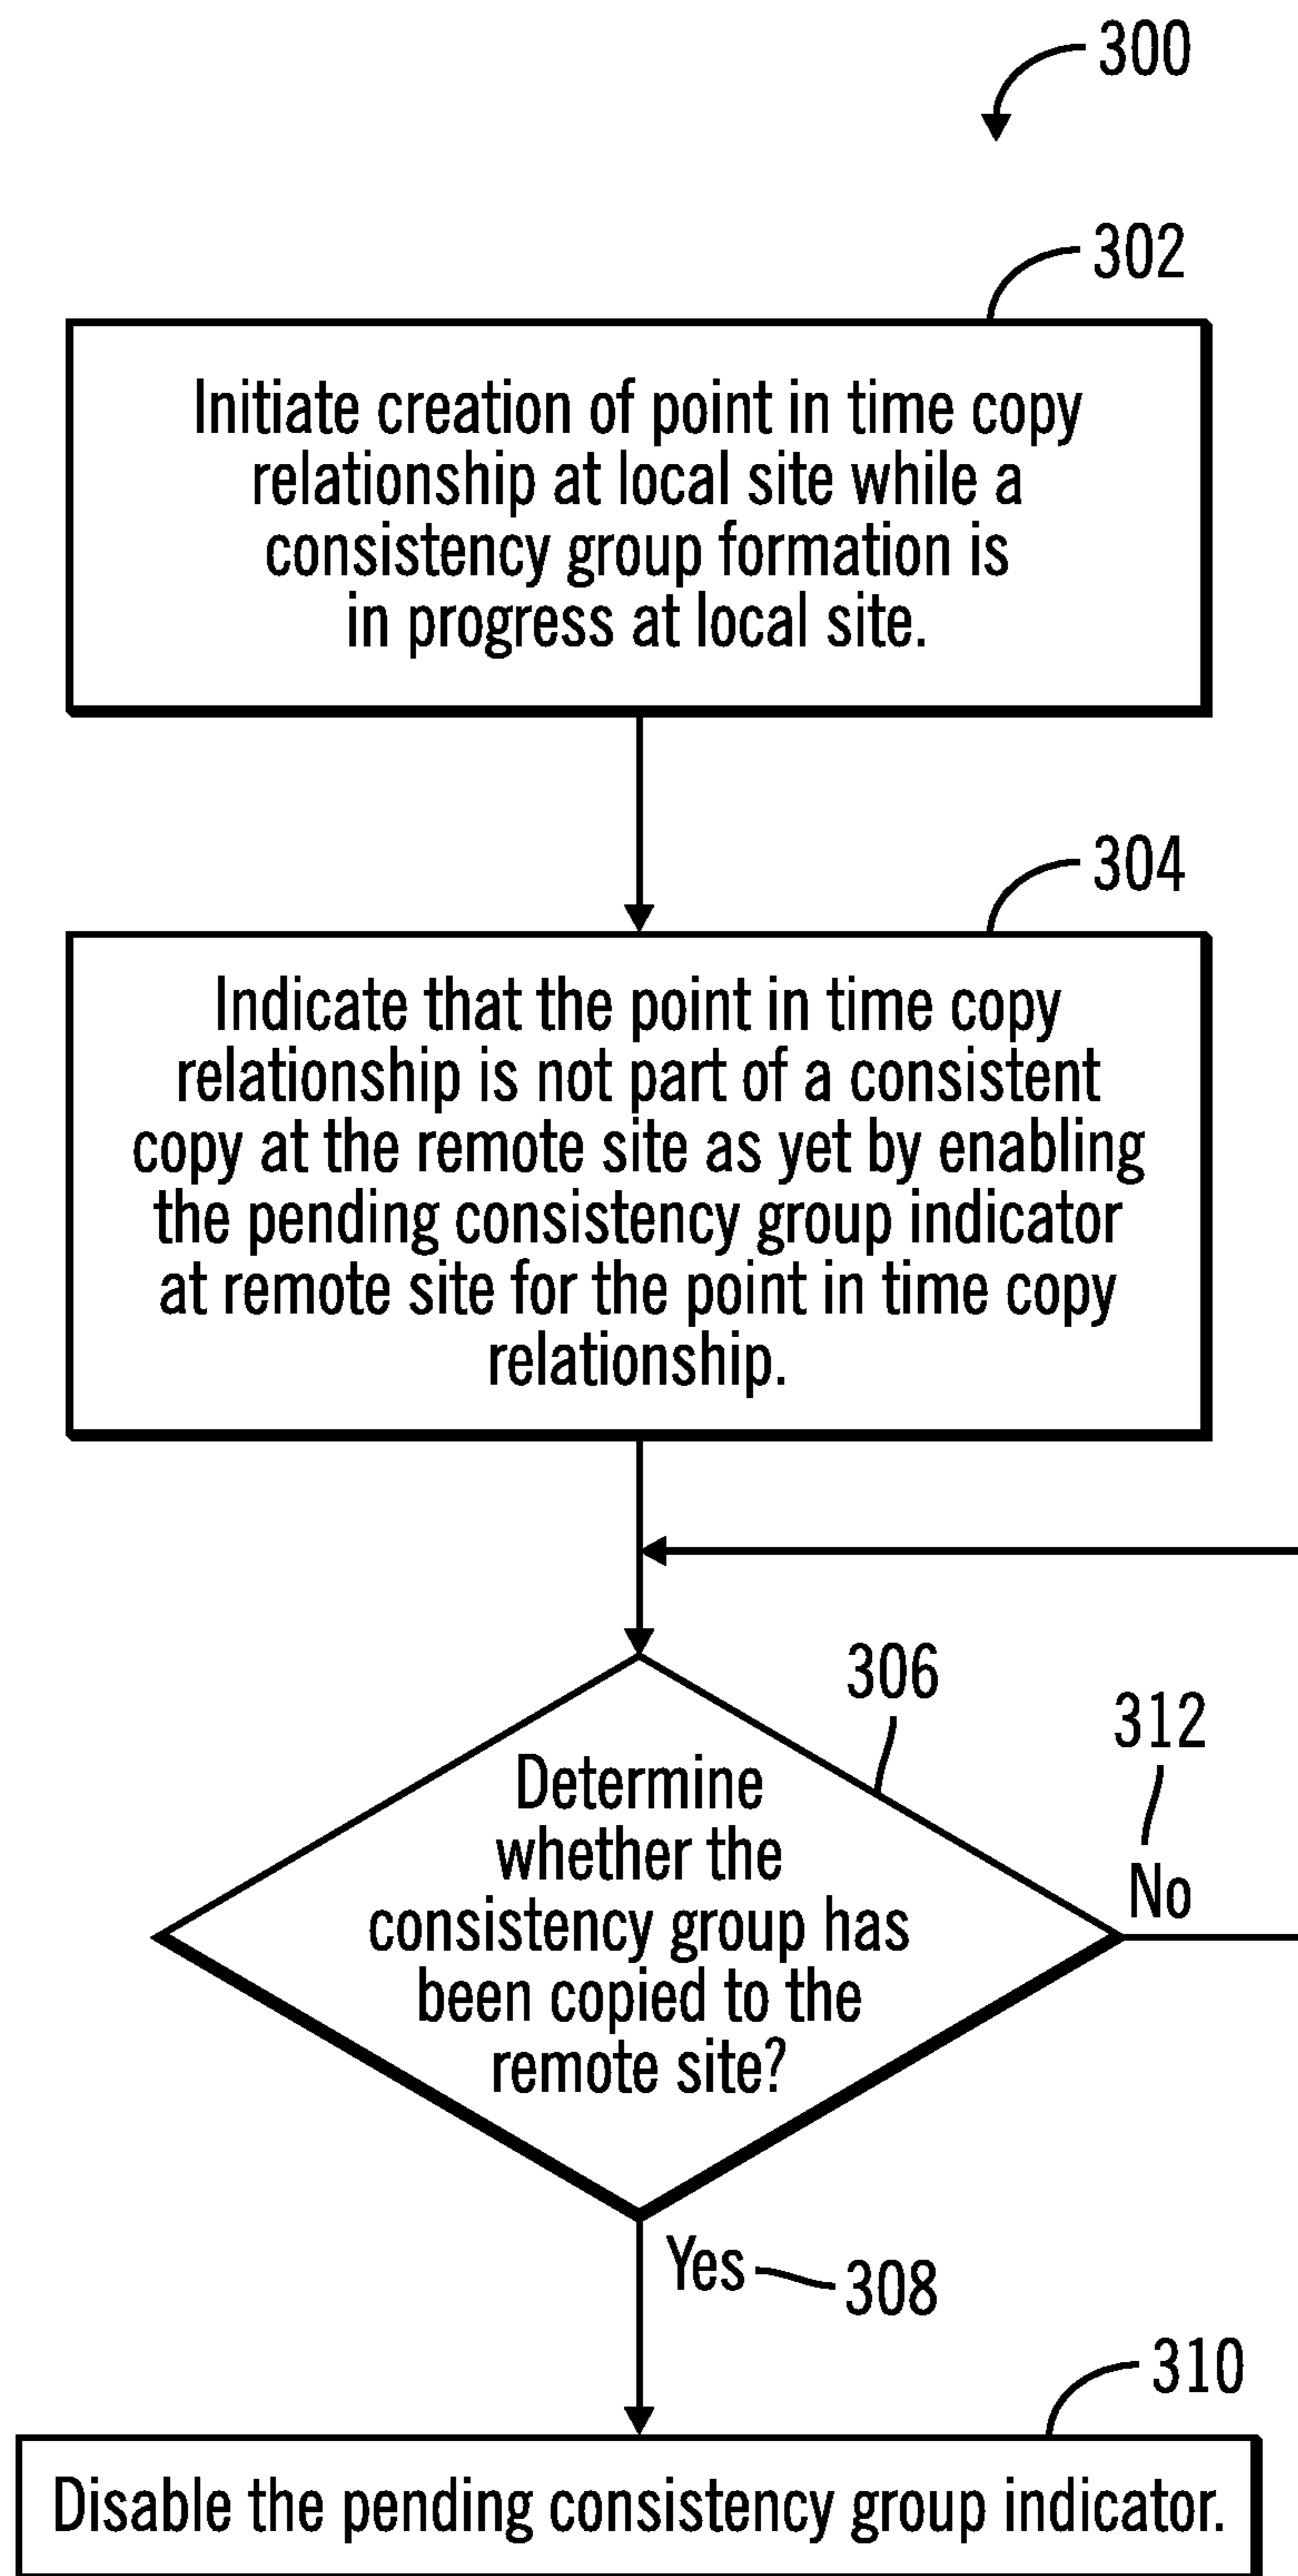 300
302
Initiate creation of point in time copy
relationship at local site while a
consistency group formation is
in progress at local site.
304
Indicate that the point in time copy
relationship is not part of a consistent
copy at the remote site as yet by enabling
the pending consistency group indicator
at remote site for the point in time copy
relationship.
306
312
Determine
whether the
consistency group has
been copied to the
remote site?
No
Yes
308
310
Disable the pending consistency group indicator.